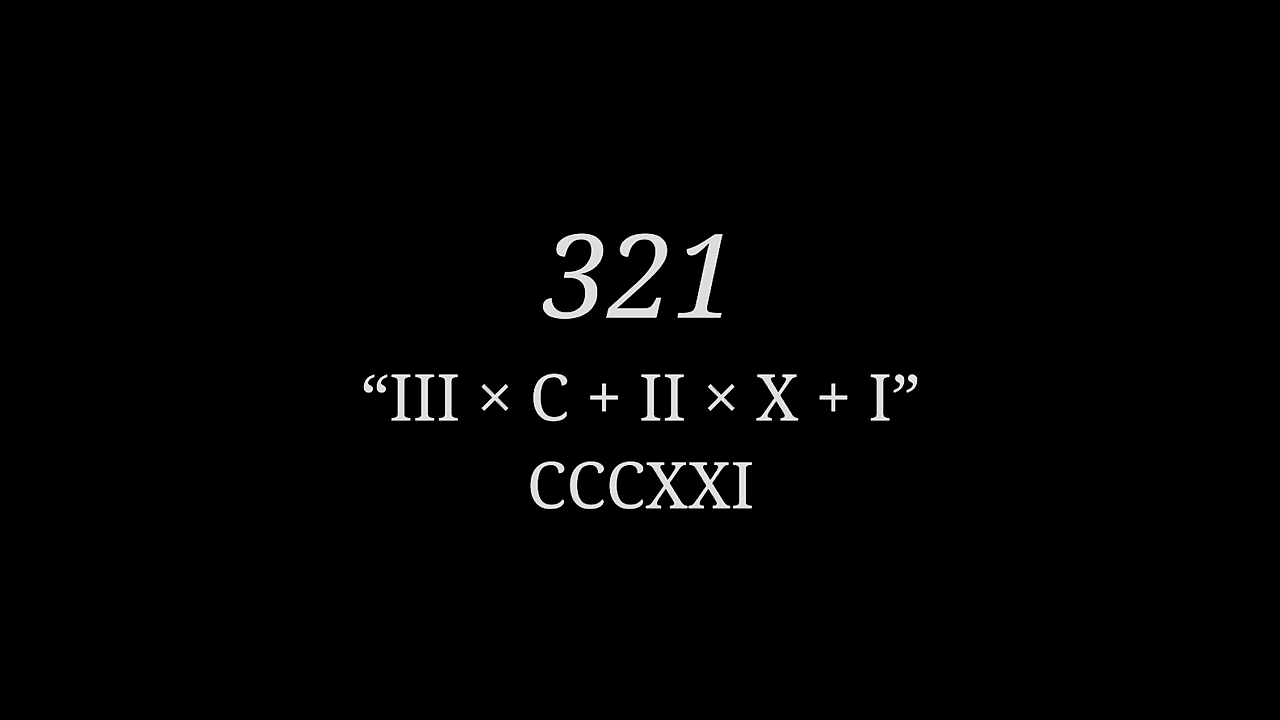 321
“III × C + II × X + I”
CCCXXI